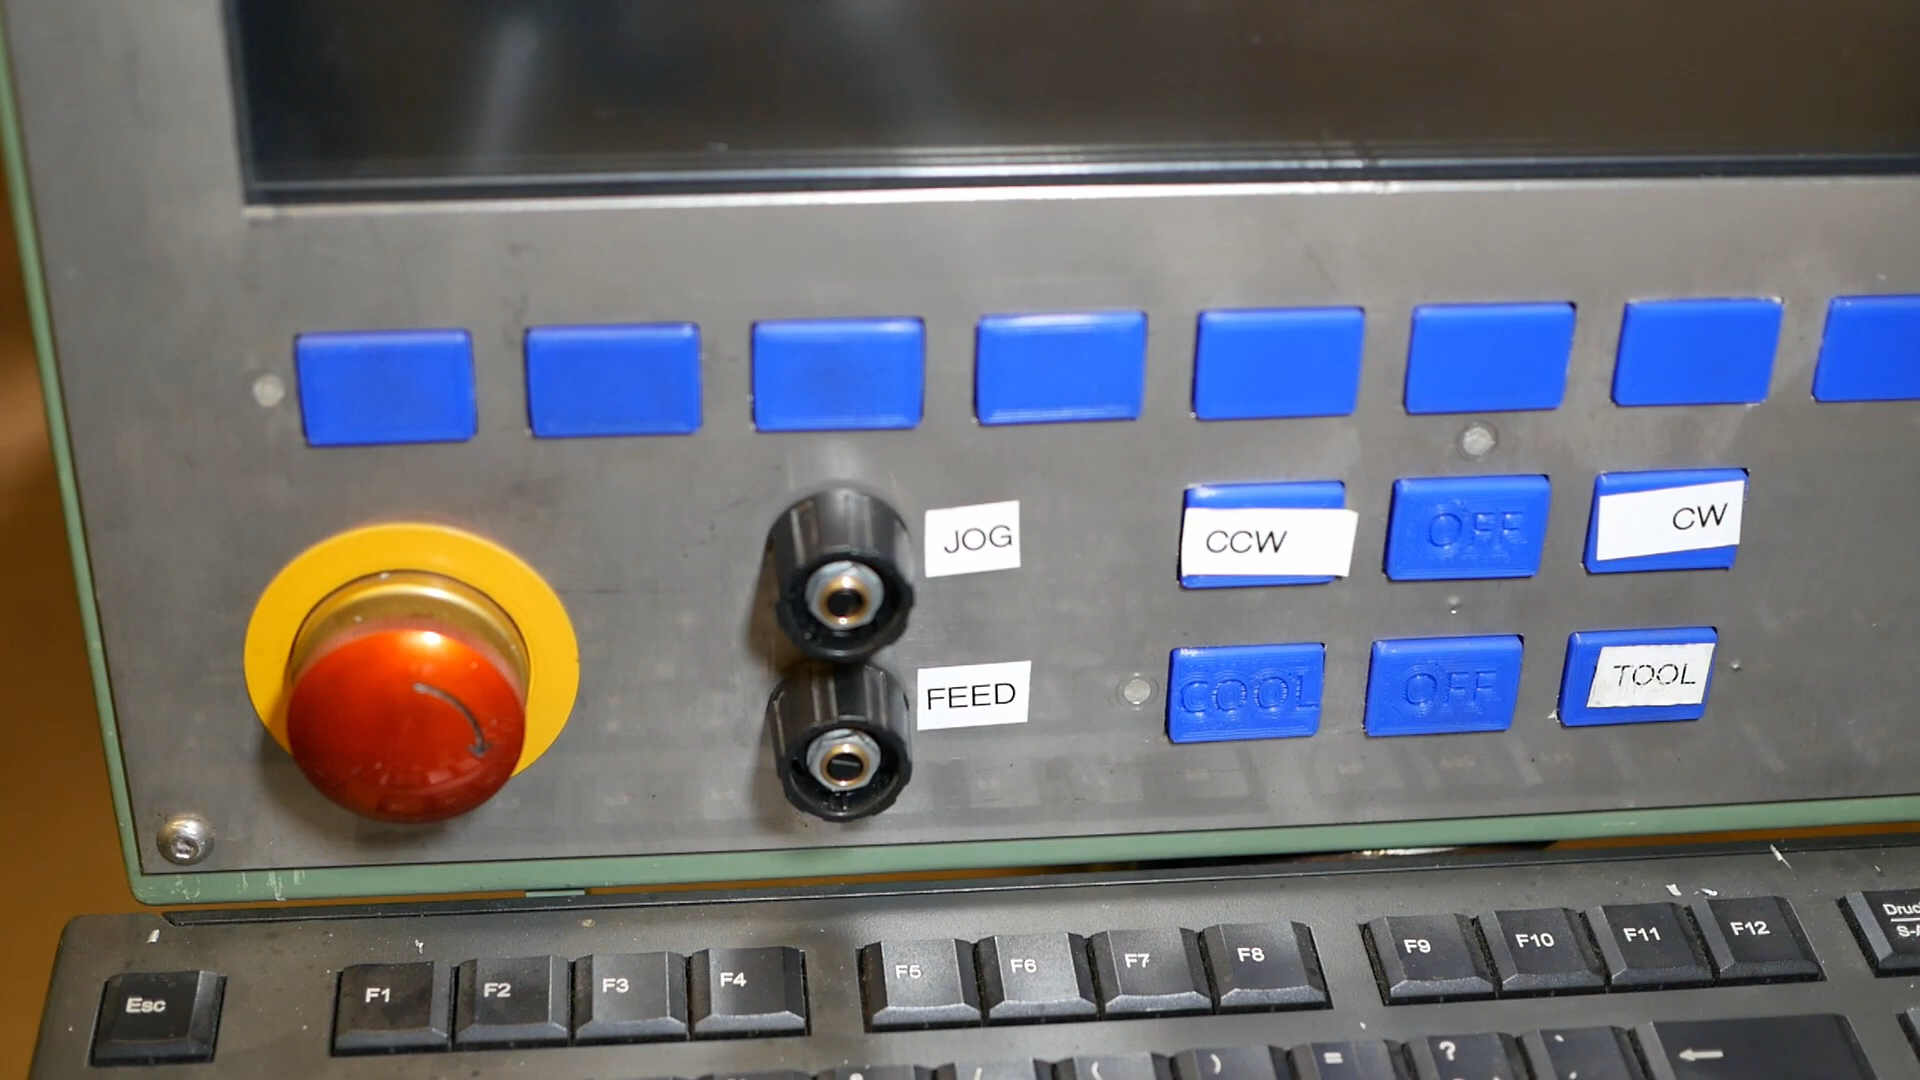 JOG
CCW
OFF
CW
FEED
COOL
OFF
TOOL
Esc
F1
F2
F3
F4
F5
F6
F7
F8
F9
F10
F11
F12
Druck
/
(
)
=
?
`
←